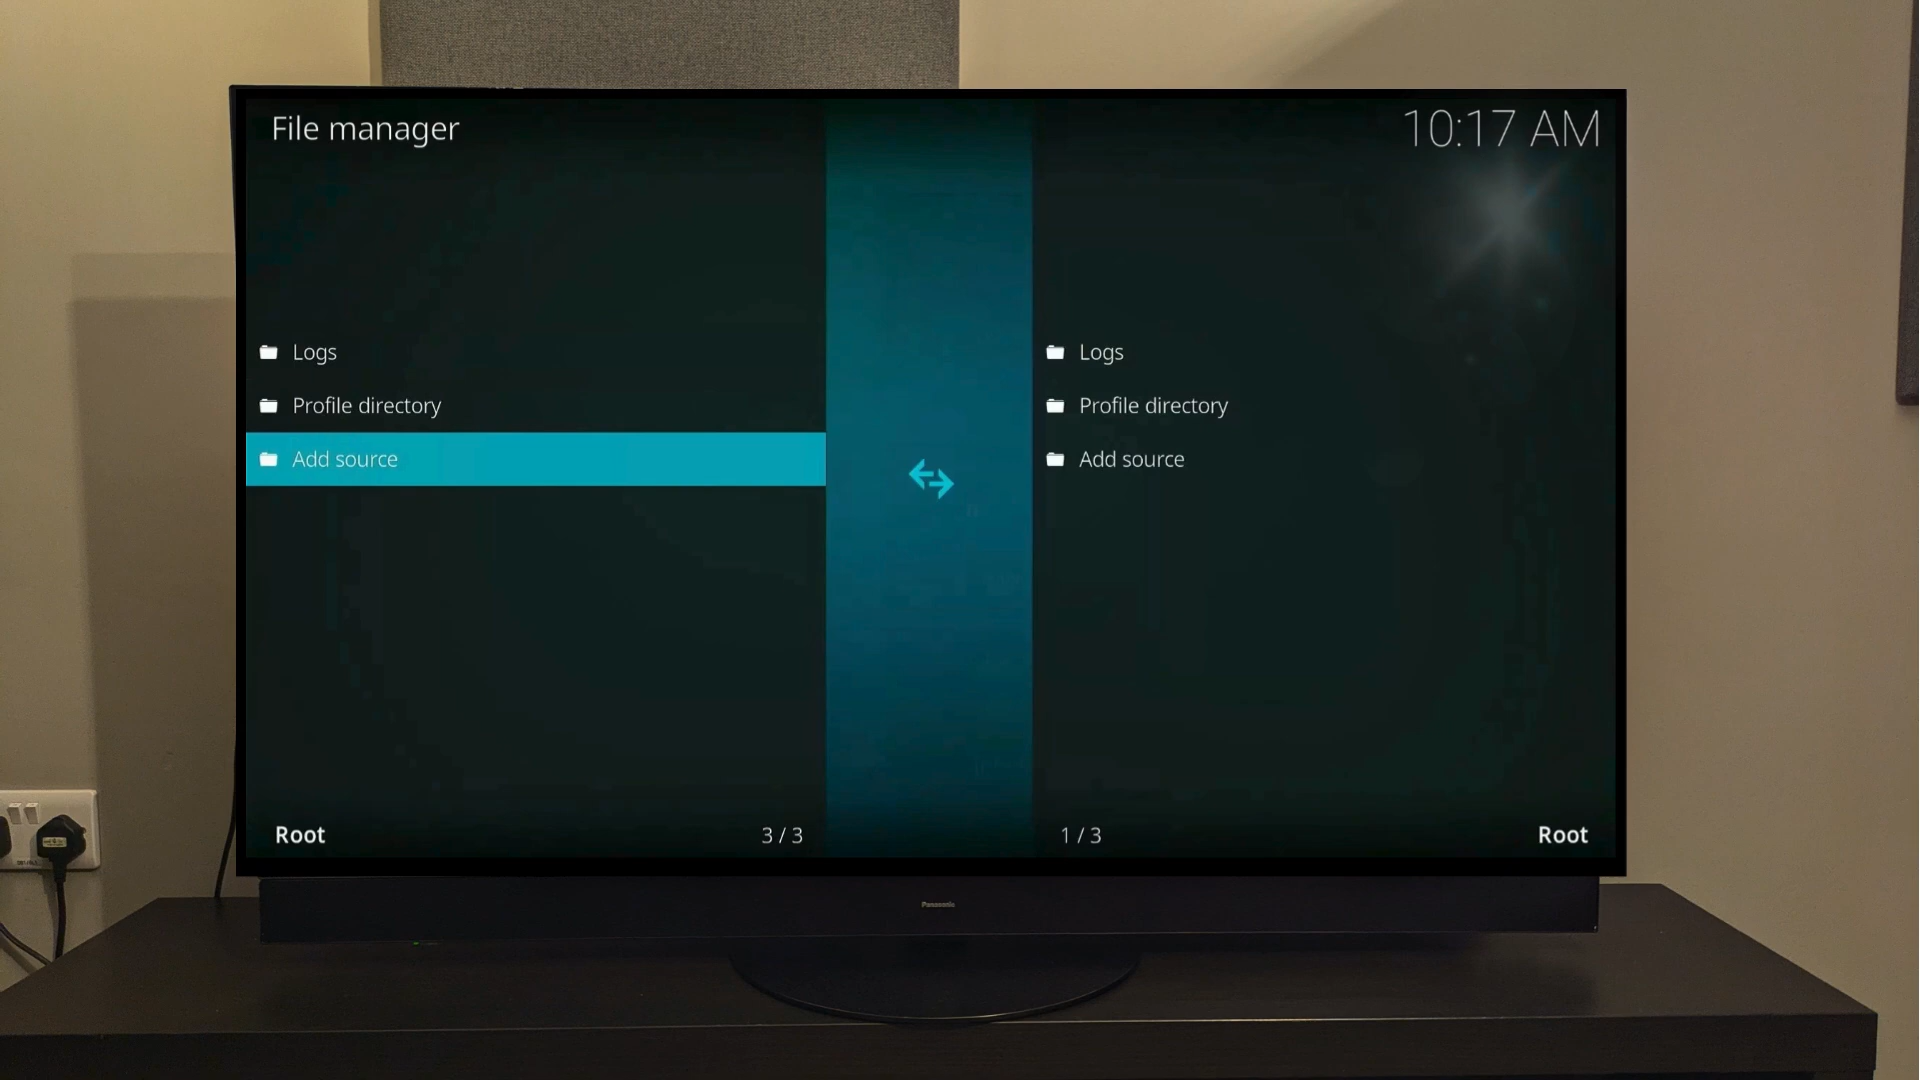 File manager
10:17 AM
Logs
Profile directory
Add source
Logs
Profile directory
Add source
Root
3 / 3
1 / 3
Root
Panasonic